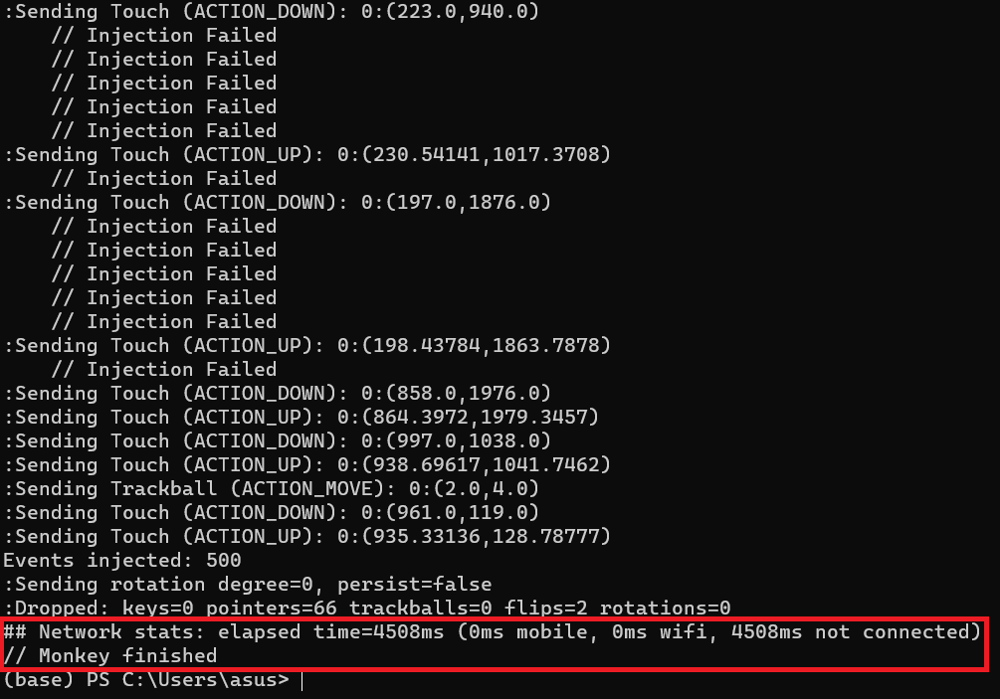 :Sending Touch (ACTION_DOWN): 0:(223.0,940.0)
    // Injection Failed
    // Injection Failed
    // Injection Failed
    // Injection Failed
    // Injection Failed
:Sending Touch (ACTION_UP): 0:(230.54141,1017.3708)
    // Injection Failed
:Sending Touch (ACTION_DOWN): 0:(197.0,1876.0)
    // Injection Failed
    // Injection Failed
    // Injection Failed
    // Injection Failed
    // Injection Failed
:Sending Touch (ACTION_UP): 0:(198.43784,1863.7878)
    // Injection Failed
:Sending Touch (ACTION_DOWN): 0:(858.0,1976.0)
:Sending Touch (ACTION_UP): 0:(864.3972,1979.3457)
:Sending Touch (ACTION_DOWN): 0:(997.0,1038.0)
:Sending Touch (ACTION_UP): 0:(938.69617,1041.7462)
:Sending Trackball (ACTION_MOVE): 0:(2.0,4.0)
:Sending Touch (ACTION_DOWN): 0:(961.0,119.0)
:Sending Touch (ACTION_UP): 0:(935.33136,128.78777)
Events injected: 500
:Sending rotation degree=0, persist=false
:Dropped: keys=0 pointers=66 trackballs=0 flips=2 rotations=0
## Network stats: elapsed time=4508ms (0ms mobile, 0ms wifi, 4508ms not connected)
// Monkey finished
(base) PS C:\Users\asus>